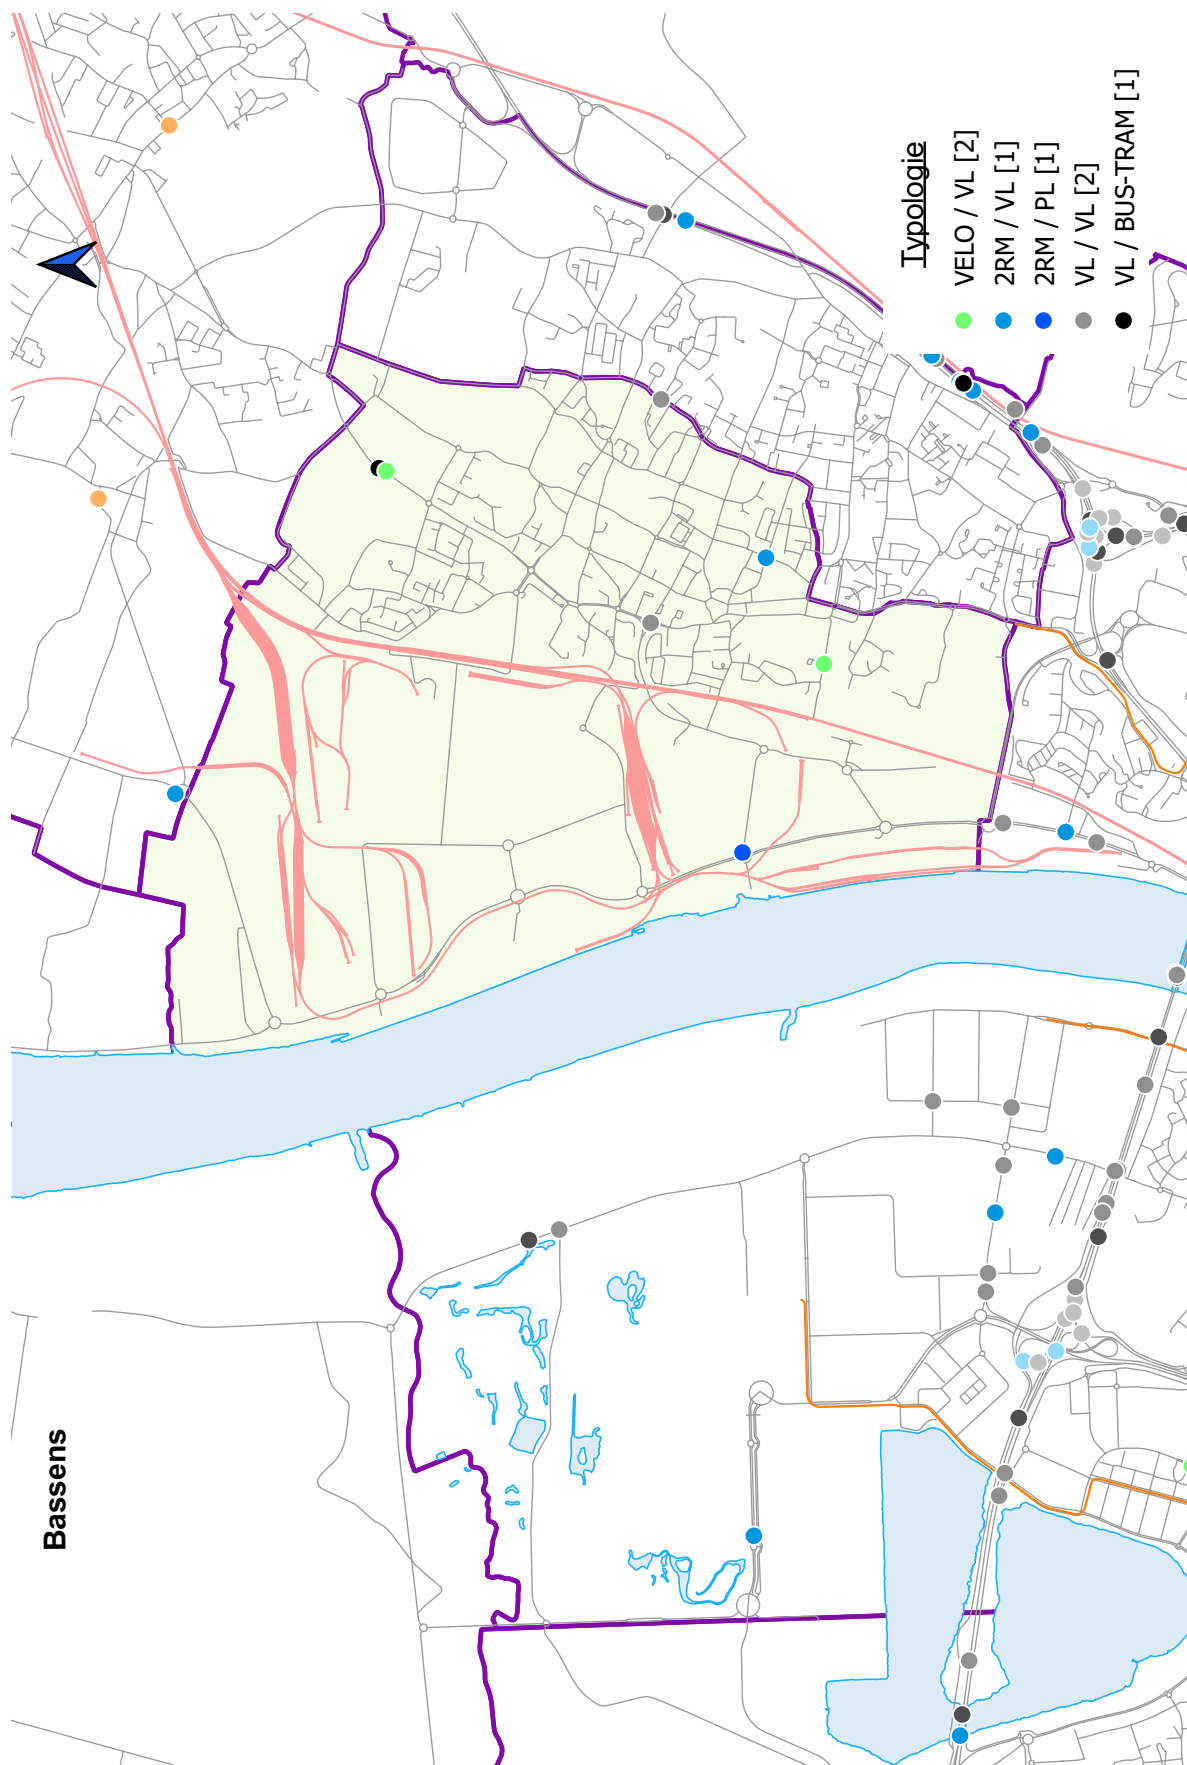 Bassens
Typologie
VELO / VL [2]
2RM / VL [1]
2RM / PL [1]
VL / VL [2]
VL / BUS-TRAM [1]